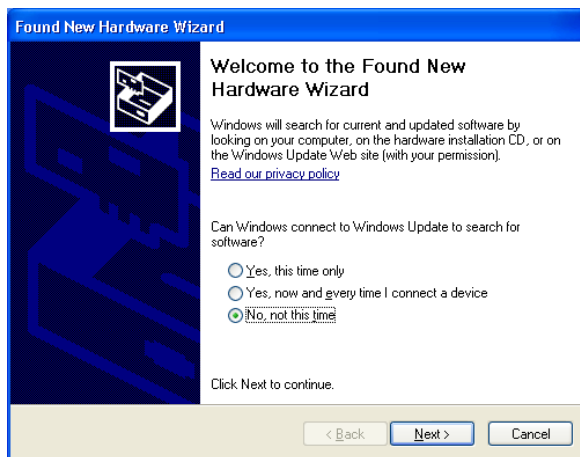 Found New Hardware Wizard
Welcome to the Found New
Hardware Wizard
Windows will search for current and updated software by
looking on your computer, on the hardware installation CD, or on
the Windows Update Web site (with your permission).
Read our privacy policy
Can Windows connect to Windows Update to search for
software?
Yes, this time only
Yes, now and every time I connect a device
No, not this time
Click Next to continue.
< Back
Next >
Cancel